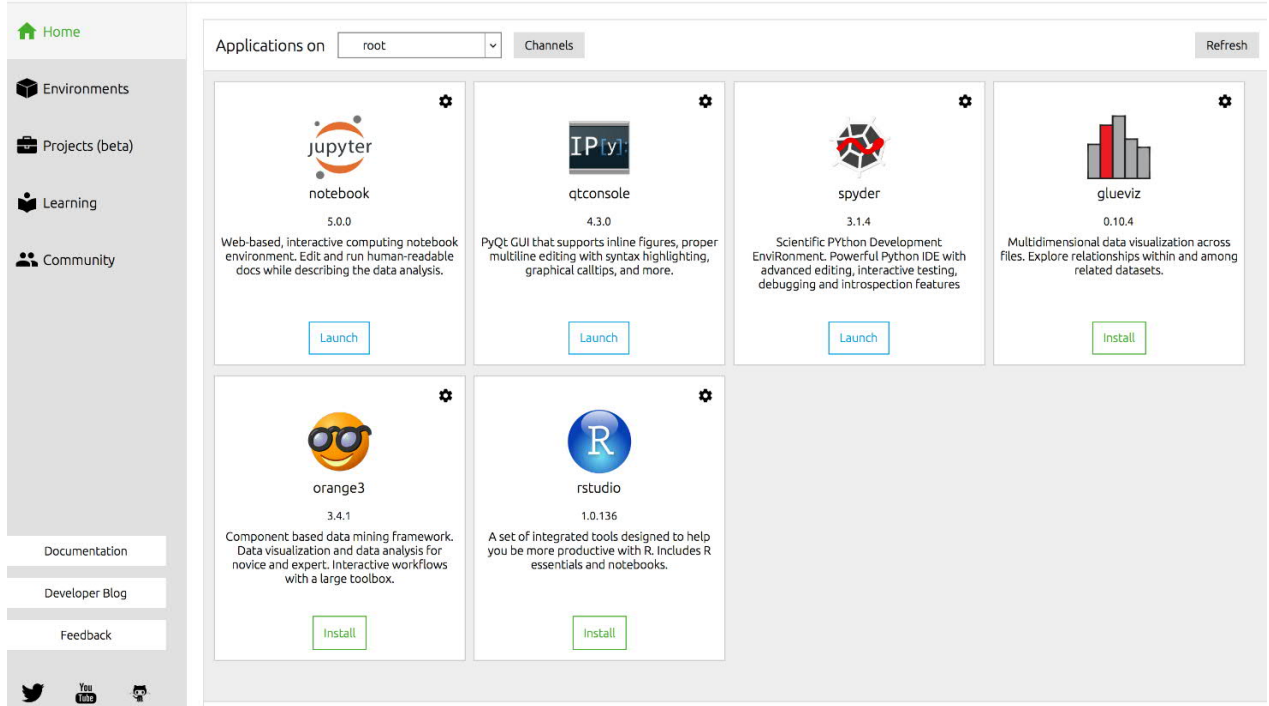 Home
Environments
Projects (beta)
Learning
Community
Documentation
Developer Blog
Feedback
You
Tube
Applications on root Channels Refresh
jupyter
notebook
5.0.0
Web-based, interactive computing notebook
environment. Edit and run human-readable
docs while describing the data analysis.
Launch
IP[y]:
qtconsole
4.3.0
PyQt GUI that supports inline figures, proper
multiline editing with syntax highlighting,
graphical calltips, and more.
Launch
spyder
3.1.4
Scientific PYthon Development
EnviRonment. Powerful Python IDE with
advanced editing, interactive testing,
debugging and introspection features
Launch
glueviz
0.10.4
Multidimensional data visualization across
files. Explore relationships within and among
related datasets.
Install
orange3
3.4.1
Component based data mining framework.
Data visualization and data analysis for
novice and expert. Interactive workflows
with a large toolbox.
Install
R
rstudio
1.0.136
A set of integrated tools designed to help
you be more productive with R. Includes R
essentials and notebooks.
Install